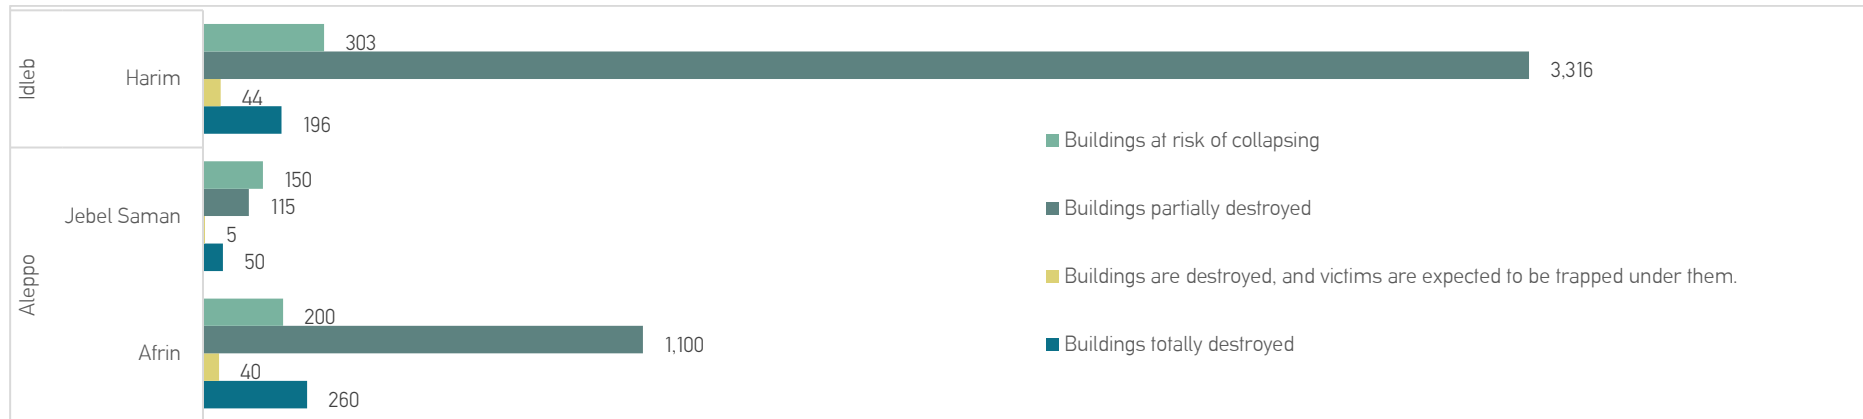 Idleb
Harim
303
3,316
44
196
Aleppo
Jebel Saman
150
115
5
50
Afrin
200
1,100
40
260
Buildings at risk of collapsing
Buildings partially destroyed
Buildings are destroyed, and victims are expected to be trapped under them.
Buildings totally destroyed